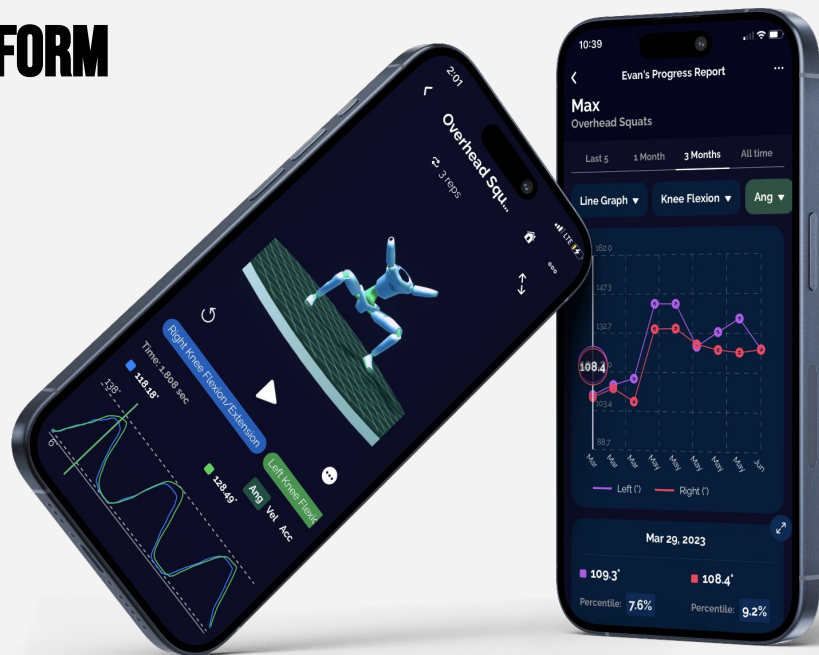 FORM
2:01
LTE
Overhead Squ...
3 reps
Right Knee Flexion/Extension
Left Knee Flexic
Time: 1.808 sec
118.18°
128.49°
Ang
Vel
Acc
138°
6
10:39
Evan's Progress Report
Max
Overhead Squats
Last 5
1 Month
3 Months
All time
Line Graph ▼
Knee Flexion ▼
Ang ▼
162.0
147.3
132.7
108.4
103.4
88.7
Mar
Mar
Mar
May
May
May
May
May
Jun
Left (°)
Right (°)
Mar 29, 2023
109.3°
108.4°
Percentile: 7.6%
Percentile: 9.2%